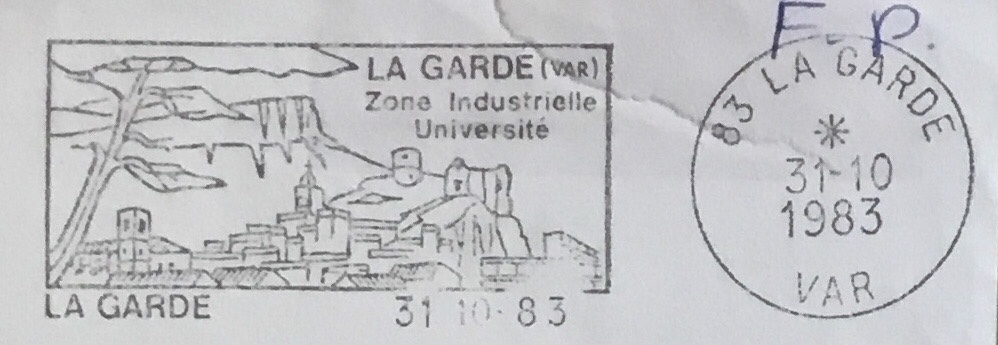 F. P.
LA GARDE (VAR)
Zone Industrielle
Université
LA GARDE 31 10-83
83 LA GARDE
*
31-10
1983
VAR